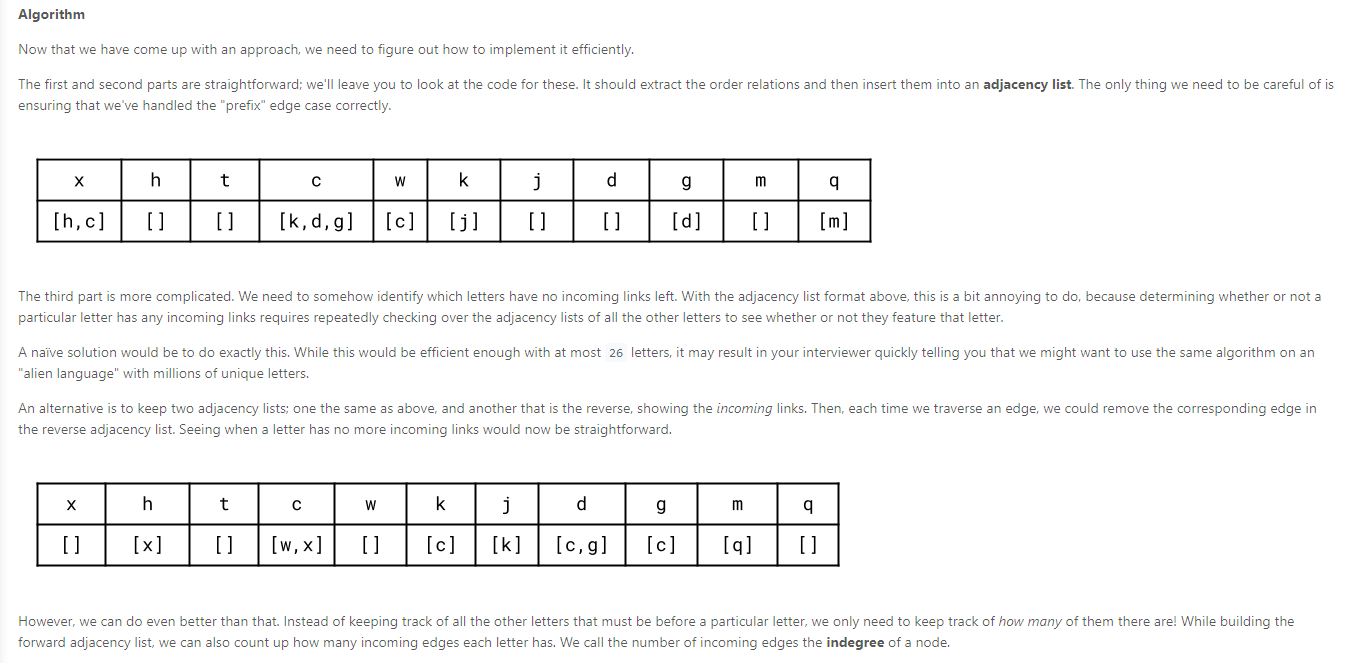 Algorithm
Now that we have come up with an approach, we need to figure out how to implement it efficiently.
The first and second parts are straightforward; we'll leave you to look at the code for these. It should extract the order relations and then insert them into an adjacency list. The only thing we need to be careful of is
ensuring that we've handled the "prefix" edge case correctly.
x h t c w k j d g m q
[h,c] [] [] [k,d,g] [c] [j] [] [] [d] [] [m]
The third part is more complicated. We need to somehow identify which letters have no incoming links left. With the adjacency list format above, this is a bit annoying to do, because determining whether or not a
particular letter has any incoming links requires repeatedly checking over the adjacency lists of all the other letters to see whether or not they feature that letter.
A naïve solution would be to do exactly this. While this would be efficient enough with at most 26 letters, it may result in your interviewer quickly telling you that we might want to use the same algorithm on an
"alien language" with millions of unique letters.
An alternative is to keep two adjacency lists; one the same as above, and another that is the reverse, showing the incoming links. Then, each time we traverse an edge, we could remove the corresponding edge in
the reverse adjacency list. Seeing when a letter has no more incoming links would now be straightforward.
x h t c w k j d g m q
[] [x] [] [w,x] [] [c] [k] [c,g] [c] [q] []
However, we can do even better than that. Instead of keeping track of all the other letters that must be before a particular letter, we only need to keep track of how many of them there are! While building the
forward adjacency list, we can also count up how many incoming edges each letter has. We call the number of incoming edges the indegree of a node.